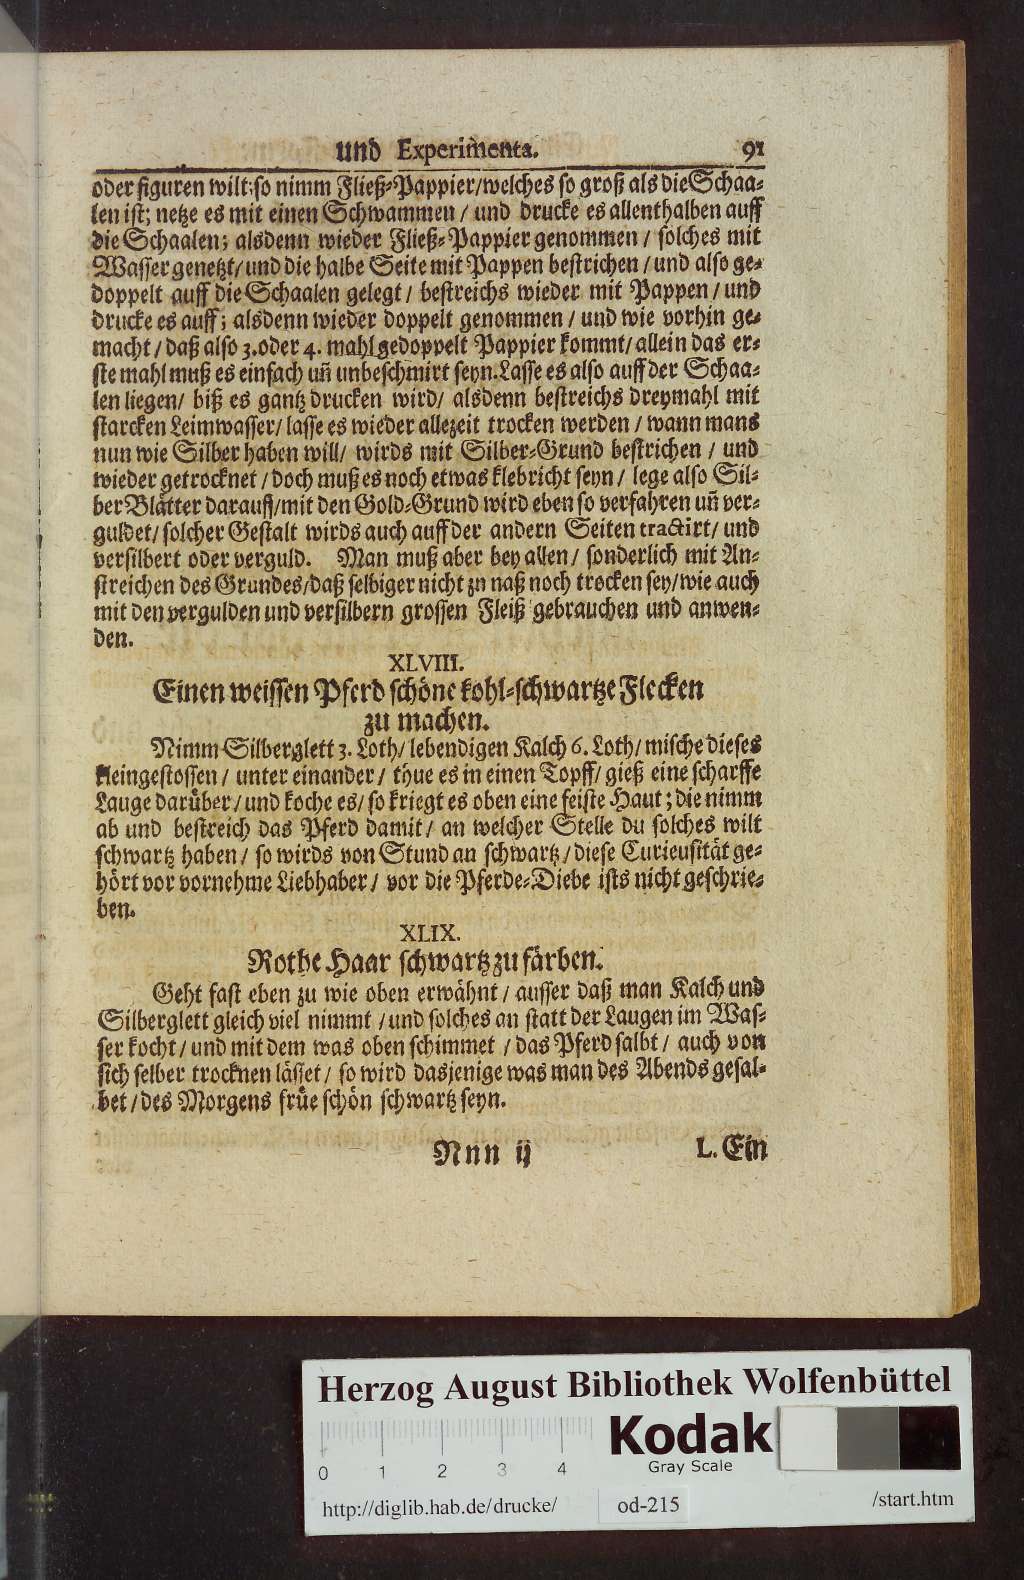 und Experimenta. 91
oder figuren wilt: so nimm Fließ-Pappier/welches so groß als die Schaa-
len ist; netze es mit einen Schwammen / und drucke es allenthalben auff
die Schaalen; alsdenn wieder Fließ-Pappier genommen / solches mit
Wasser genetzt/und die halbe Seite mit Pappen bestrichen / und also ge-
doppelt auff die Schaalen gelegt / bestreichs wieder mit Pappen / und
drucke es auff; alsdenn wieder doppelt genommen / und wie vorhin ge-
macht / daß also 3. oder 4. mahl gedoppelt Pappier kommt/ allein das er-
ste mahl muß es einfach uñ unbeschmirt seyn. Lasse es also auff der Schaa-
len liegen/ biß es gantz drucken wird/ alsdenn bestreichs dreymahl mit
starcken Leimwasser/ lasse es wieder allezeit trocken werden / wann mans
nun wie Silber haben will/ wirds mit Silber-Grund bestrichen / und
wieder getrocknet / doch muß es noch etwas klebricht seyn / lege also Sil-
ber Blätter darauff/mit den Gold-Grund wird eben so verfahren uñ ver-
guldet/ solcher Gestalt wirds auch auff der andern Seiten tractirt/ und
versilbert oder verguld. Man muß aber bey allen / sonderlich mit An-
streichen des Grundes/daß selbiger nicht zu naß noch trocken sey/wie auch
mit den vergulden und versilbern grossen Fleiß gebrauchen und anwen-
den.
XLVIII.
Einen weissen Pferd schöne kohl-schwartze Flecken
zu machen.
Nimm Silberglett 3. Loth/ lebendigen Kalch 6. Loth/ mische dieses
kleingestossen / unter einander / thue es in einen Topff/ gieß eine scharffe
Lauge darüber / und koche es/ so kriegt es oben eine feiste Haut; die nimm
ab und bestreich das Pferd damit / an welcher Stelle du solches wilt
schwartz haben / so wirds von Stund an schwartz / diese Curieusität ge-
hört vor vornehme Liebhaber / vor die Pferde-Diebe ists nicht geschrie-
ben.
XLIX.
Rothe Haar schwartz zu färben.
Geht fast eben zu wie oben erwähnt / ausser daß man Kalch und
Silberglett gleich viel nimmt / und solches an statt der Laugen im Was-
ser kocht / und mit dem was oben schimmet / das Pferd salbt / auch von
sich selber trocknen lässet / so wird dasjenige was man des Abends gesal-
bet / des Morgens früe schön schwartz seyn.
Nnn ij L. Ein
Herzog August Bibliothek Wolfenbüttel
Kodak
Gray Scale
0 1 2 3 4
http://diglib.hab.de/drucke/ od-215 /start.htm